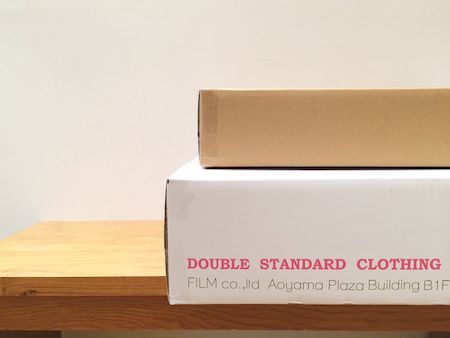 DOUBLE STANDARD CLOTHING
FILM co.,ltd Aoyama Plaza Building B1F